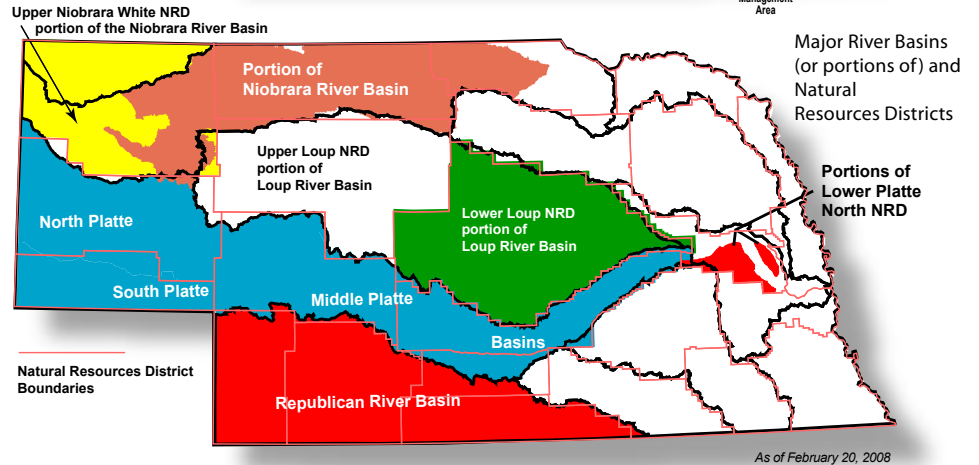 Management
Area
Upper Niobrara White NRD
portion of the Niobrara River Basin
Major River Basins
(or portions of) and
Natural
Resources Districts
Portion of
Niobrara River Basin
Upper Loup NRD
portion of
Loup River Basin
Portions of
Lower Platte
North NRD
North Platte
Lower Loup NRD
portion of
Loup River Basin
South Platte
Middle Platte
Basins
Natural Resources District
Boundaries
Republican River Basin
As of February 20, 2008